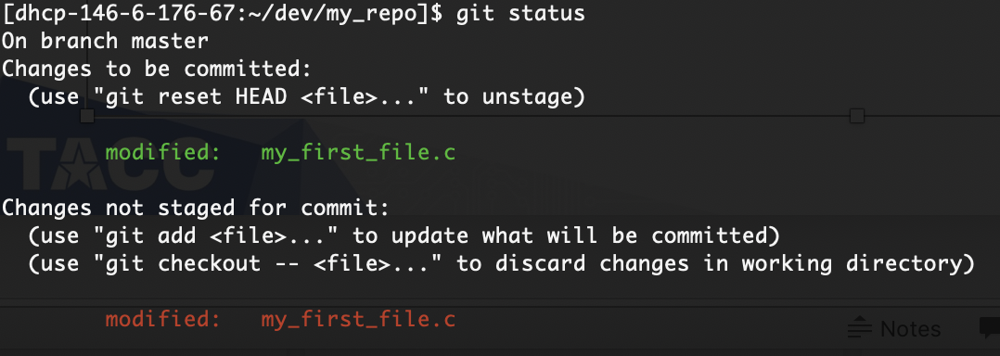 [dhcp-146-6-176-67:~/dev/my_repo]$ git status
On branch master
Changes to be committed:
  (use "git reset HEAD <file>..." to unstage)
TACC
        modified:   my_first_file.c
Changes not staged for commit:
  (use "git add <file>..." to update what will be committed)
  (use "git checkout -- <file>..." to discard changes in working directory)
        modified:   my_first_file.c
Notes